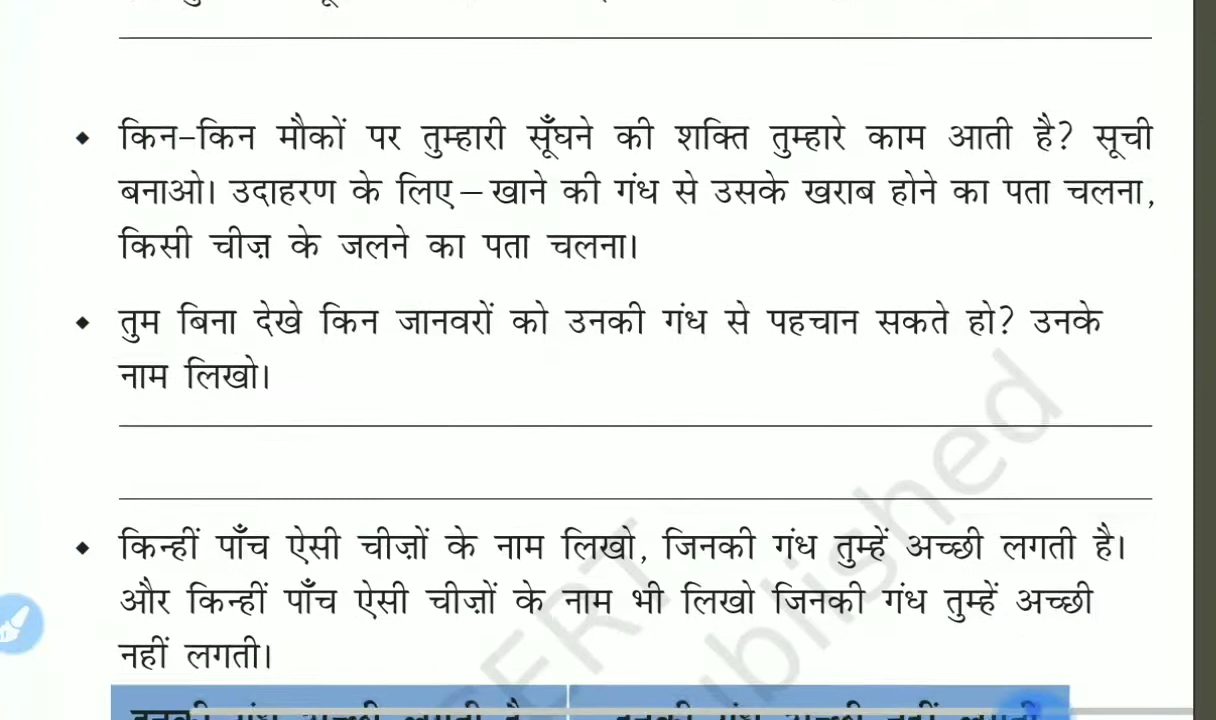 किन–किन मौकों पर तुम्हारी सूँघने की शक्ति तुम्हारे काम आती है? सूची
बनाओ। उदाहरण के लिए – खाने की गंध से उसके खराब होने का पता चलना,
किसी चीज़ के जलने का पता चलना।
तुम बिना देखे किन जानवरों को उनकी गंध से पहचान सकते हो? उनके
नाम लिखो।
किन्हीं पाँच ऐसी चीज़ों के नाम लिखो, जिनकी गंध तुम्हें अच्छी लगती है।
और किन्हीं पाँच ऐसी चीज़ों के नाम भी लिखो जिनकी गंध तुम्हें अच्छी
नहीं लगती।